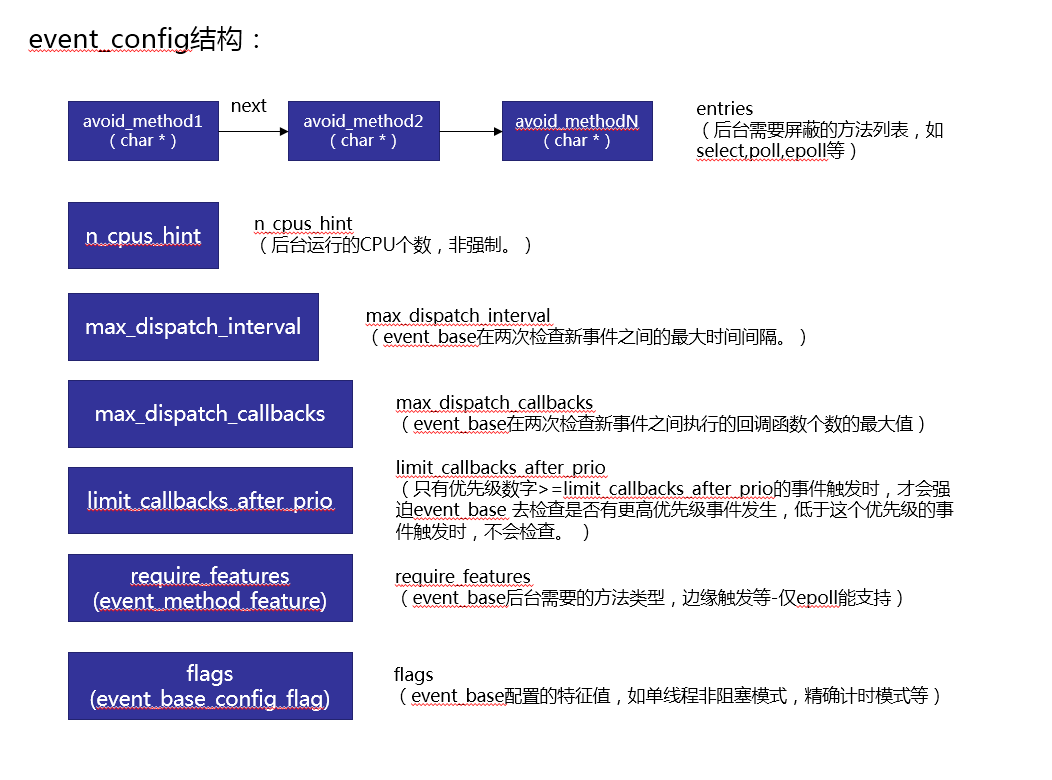 event_config结构：
avoid_method1
（char *）
next
avoid_method2
（char *）
avoid_methodN
（char *）
entries
（后台需要屏蔽的方法列表，如
select,poll,epoll等）
n_cpus_hint
n_cpus_hint
（后台运行的CPU个数，非强制。）
max_dispatch_interval
max_dispatch_interval
（event_base在两次检查新事件之间的最大时间间隔。）
max_dispatch_callbacks
max_dispatch_callbacks
（event_base在两次检查新事件之间执行的回调函数个数的最大值）
limit_callbacks_after_prio
limit_callbacks_after_prio
（只有优先级数字>=limit_callbacks_after_prio的事件触发时，才会强
迫event_base 去检查是否有更高优先级事件发生，低于这个优先级的事
件触发时，不会检查。 ）
require_features
(event_method_feature)
require_features
（event_base后台需要的方法类型，边缘触发等-仅epoll能支持）
flags
(event_base_config_flag)
flags
（event_base配置的特征值，如单线程非阻塞模式，精确计时模式等）